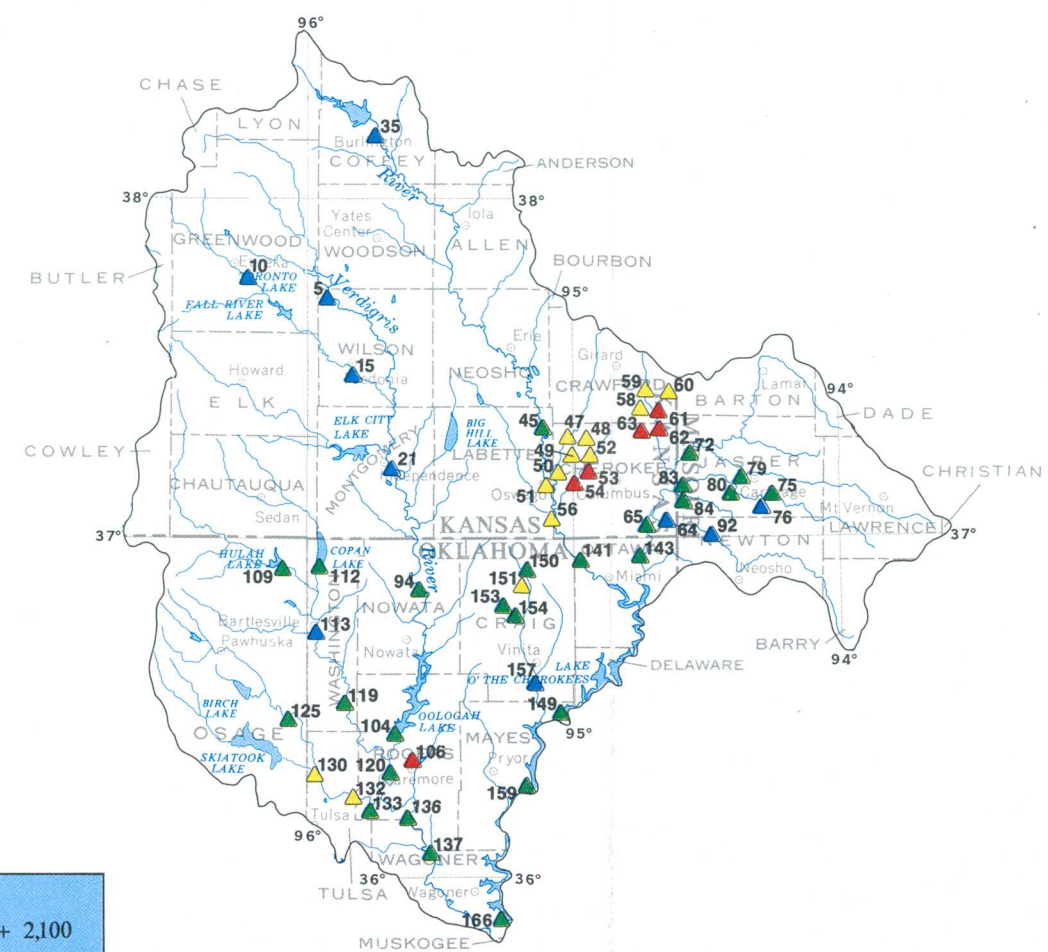 96°
CHASE
LYON
35
Burlington
COFFEY
ANDERSON
River
38°
38°
Iola
Yates
Center
GREENWOOD
WOODSON
ALLEN
BOURBON
Eureka
10
BUTLER
RONTO
LAKE
5
Verdigris
95°
FALL RIVER
LAKE
Erie
WILSON
Girard
Howard
15
edonia
NEOSHO
CRAWFORD
59
60
Lamar
94°
BARTON
ELK
58
61
DADE
ELK CITY
LAKE
BIG
HILL
LAKE
45
47
48
63
62
72
COWLEY
MONTGOMERY
LABETTE
49
52
JASPER
21
dependence
50
CHEROKEE
53
83
79
CHRISTIAN
CHAUTAUQUA
Oswego
51
54
Columbus
80
Carthage
75
84
76
Mt Vernon
Sedan
56
65
64
92
LAWRENCE
KANSAS
MISSOURI
37°
37°
OKLAHOMA
OTTAWA
NEWTON
HULAH
LAKE
COPAN
LAKE
River
141
143
109
112
150
Miami
Neosho
94
151
NOWATA
153
154
CRAIG
Bartlesville
113
BARRY
Pawhuska
WASHINGTON
Nowata
Vinita
94°
157
LAKE
O' THE CHEROKEES
DELAWARE
BIRCH
LAKE
119
149
125
OOLOGAH
LAKE
95°
OSAGE
104
MAYES
SKIATOOK
LAKE
ROGERS
106
Pryor
130
120
Claremore
159
132
133
136
Tulsa
96°
137
WAGONER
36°
36°
TULSA
Wagoner
166
MUSKOGEE
+ 2,100